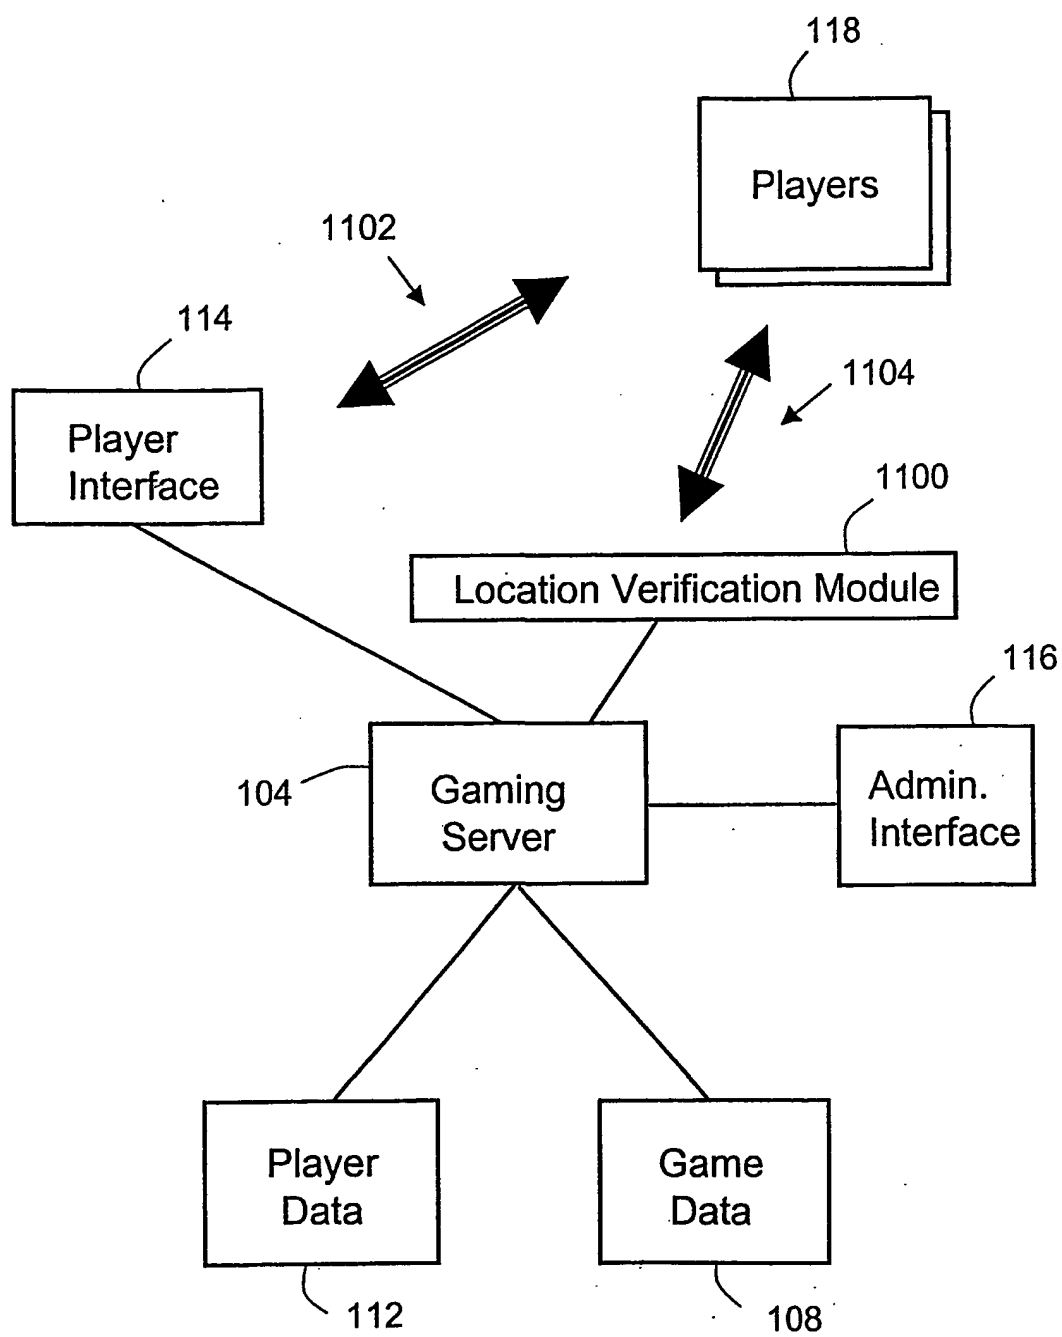 118
Players
1102
114
1104
Player
Interface
1100
Location Verification Module
116
104
Gaming
Server
Admin.
Interface
Player
Data
Game
Data
112
108